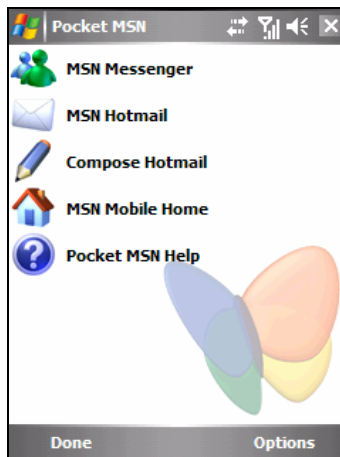 Pocket MSN
MSN Messenger
MSN Hotmail
Compose Hotmail
MSN Mobile Home
Pocket MSN Help
Done Options